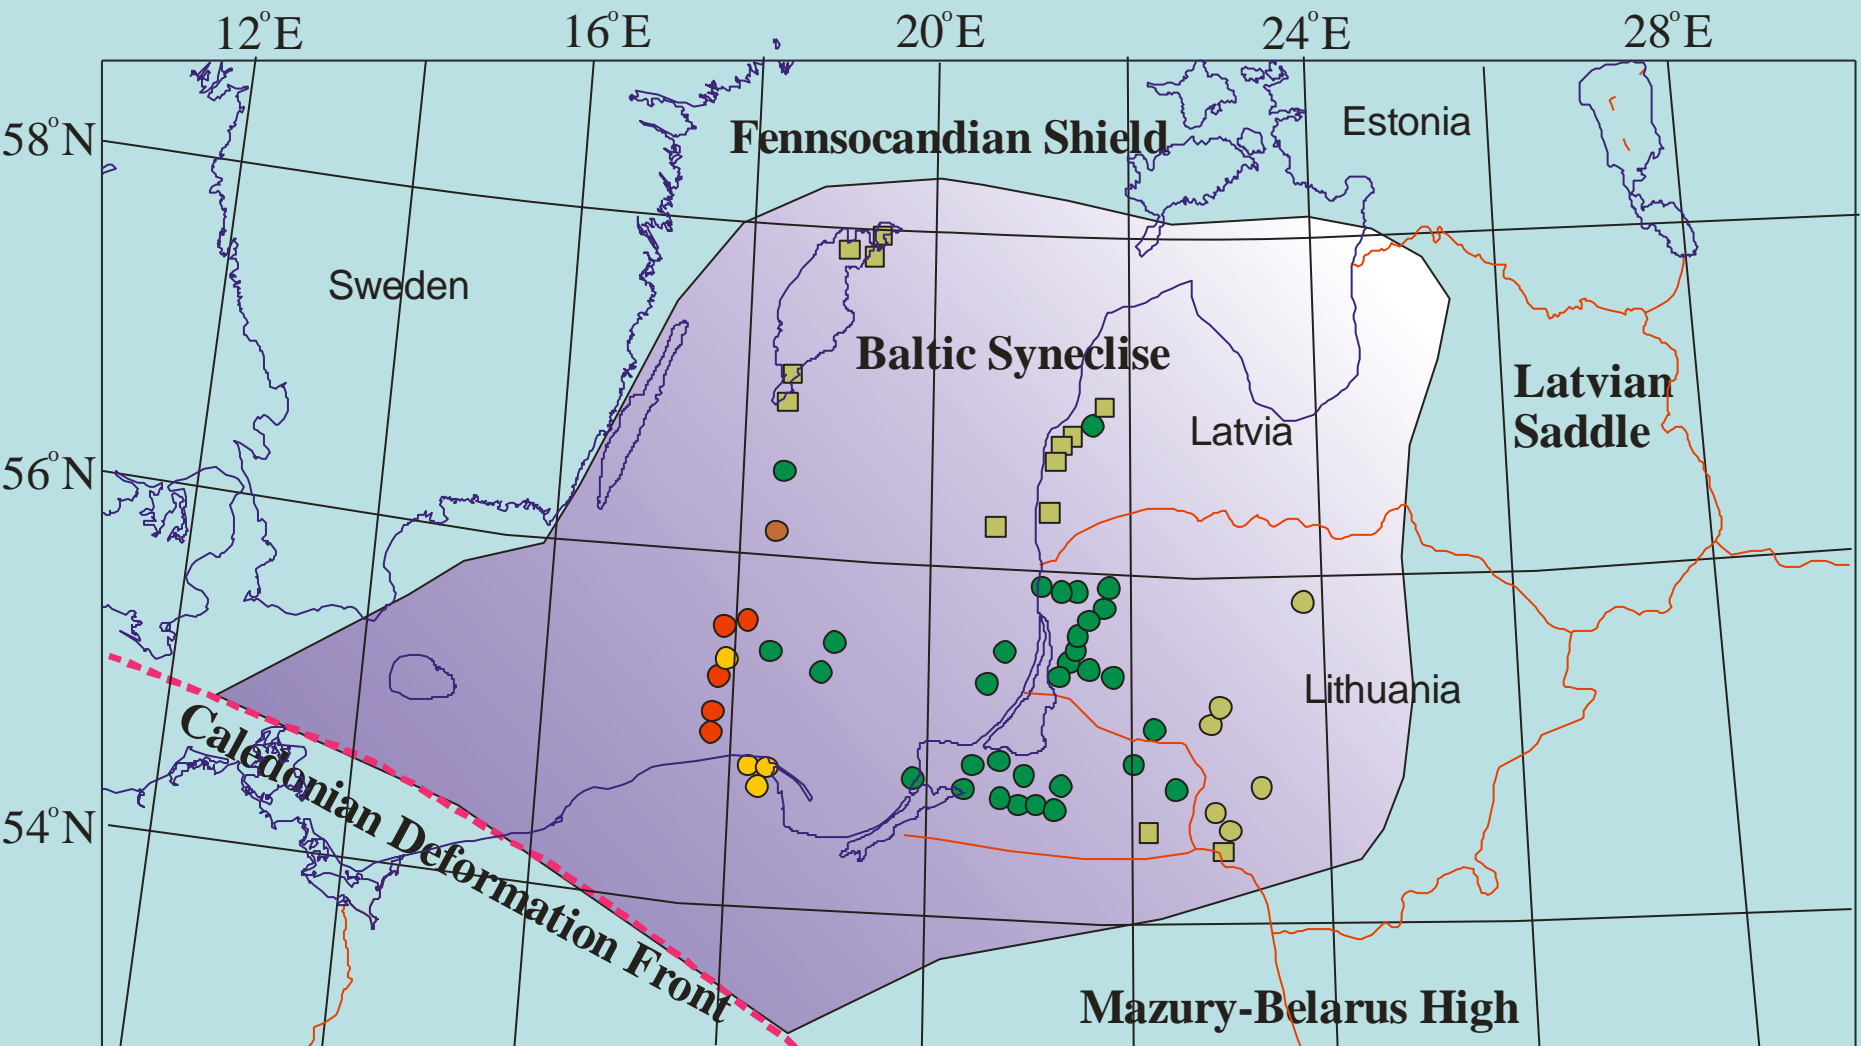 12°E 16°E 20°E 24°E 28°E
58°N
Fennsocandian Shield
Estonia
Sweden
Baltic Syneclise
Latvian
Saddle
Latvia
56°N
Lithuania
Caledonian Deformation Front
54°N
Mazury-Belarus High